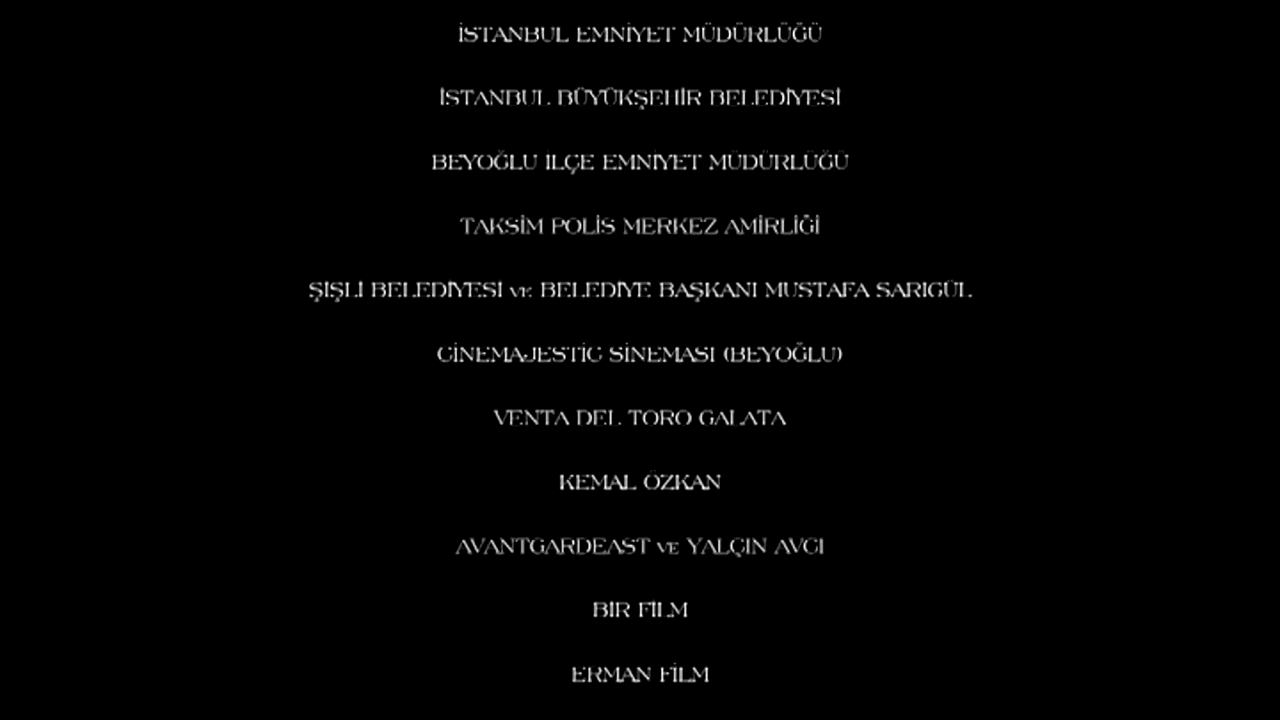 İSTANBUL EMNİYET MÜDÜRLÜĞÜ
İSTANBUL BÜYÜKŞEHİR BELEDİYESİ
BEYOĞLU İLÇE EMNİYET MÜDÜRLÜĞÜ
TAKSİM POLİS MERKEZ AMİRLİĞİ
ŞİŞLİ BELEDİYESİ ve BELEDİYE BAŞKANI MUSTAFA SARIGÜL
CİNEMAJESTİC SİNEMASI (BEYOĞLU)
VENTA DEL TORO GALATA
KEMAL ÖZKAN
AVANTGARDEAST ve YALÇIN AVCI
BİR FİLM
ERMAN FİLM